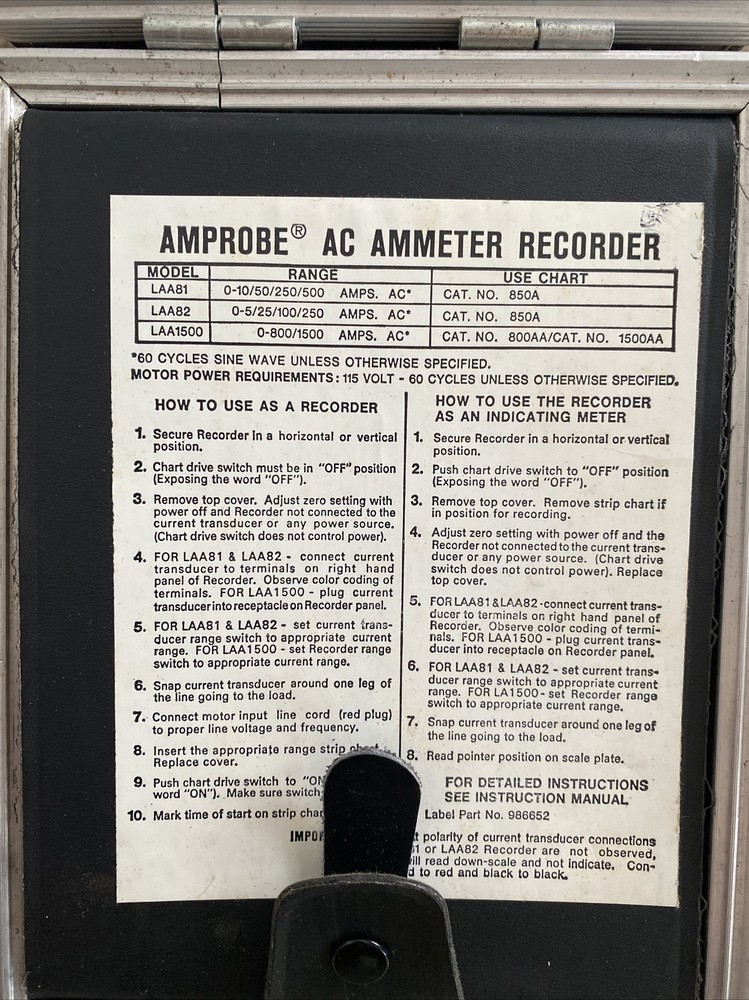 AMPROBE® AC AMMETER RECORDER
MODEL RANGE USE CHART
LAA81 0-10/50/250/500 AMPS. AC* CAT. NO. 850A
LAA82 0-5/25/100/250 AMPS. AC* CAT. NO. 850A
LAA1500 0-800/1500 AMPS. AC* CAT. NO. 800AA/CAT. NO. 1500AA
*60 CYCLES SINE WAVE UNLESS OTHERWISE SPECIFIED.
MOTOR POWER REQUIREMENTS: 115 VOLT - 60 CYCLES UNLESS OTHERWISE SPECIFIED.
HOW TO USE AS A RECORDER
1. Secure Recorder in a horizontal or vertical
position.
2. Chart drive switch must be in "OFF" position
(Exposing the word "OFF").
3. Remove top cover. Adjust zero setting with
power off and Recorder not connected to the
current transducer or any power source.
(Chart drive switch does not control power).
4. FOR LAA81 & LAA82 - connect current
transducer to terminals on right hand
panel of Recorder. Observe color coding of
terminals. FOR LAA1500 - plug current
transducer into receptacle on Recorder panel.
5. FOR LAA81 & LAA82 - set current trans-
ducer range switch to appropriate current
range. FOR LAA1500 - set Recorder range
switch to appropriate current range.
6. Snap current transducer around one leg of
the line going to the load.
7. Connect motor input line cord (red plug)
to proper line voltage and frequency.
8. Insert the appropriate range strip chart.
Replace cover.
9. Push chart drive switch to "ON
word "ON"). Make sure switch
10. Mark time of start on strip char
HOW TO USE THE RECORDER
AS AN INDICATING METER
1. Secure Recorder in a horizontal or vertical
position.
2. Push chart drive switch to "OFF" position
(Exposing the word "OFF").
3. Remove top cover. Remove strip chart if
in position for recording.
4. Adjust zero setting with power off and the
Recorder not connected to the current trans-
ducer or any power source. (Chart drive
switch does not control power). Replace
top cover.
5. FOR LAA81 & LAA82 - connect current trans-
ducer to terminals on right hand panel of
Recorder. Observe color coding of termi-
nals. FOR LAA1500 - plug current trans-
ducer into receptacle on Recorder panel.
6. FOR LAA81 & LAA82 - set current trans-
ducer range switch to appropriate current
range. FOR LA1500 - set Recorder range
switch to appropriate current range.
7. Snap current transducer around one leg of
the line going to the load.
8. Read pointer position on scale plate.
FOR DETAILED INSTRUCTIONS
SEE INSTRUCTION MANUAL
Label Part No. 986652
IMPOR
t polarity of current transducer connections
81 or LAA82 Recorder are not observed,
will read down-scale and not indicate. Con-
d to red and black to black.